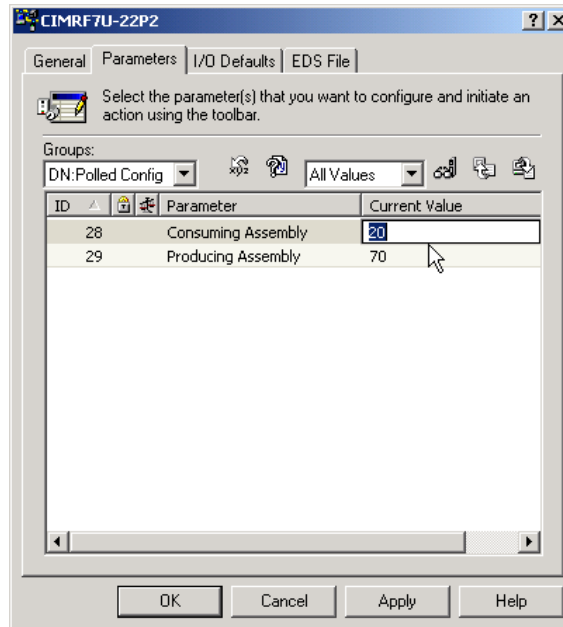 CIMRF7U-22P2
General Parameters I/O Defaults EDS File
Select the parameter(s) that you want to configure and initiate an
action using the toolbar.
Groups:
DN:Polled Config All Values
ID Parameter Current Value
28 Consuming Assembly 20
29 Producing Assembly 70
OK Cancel Apply Help